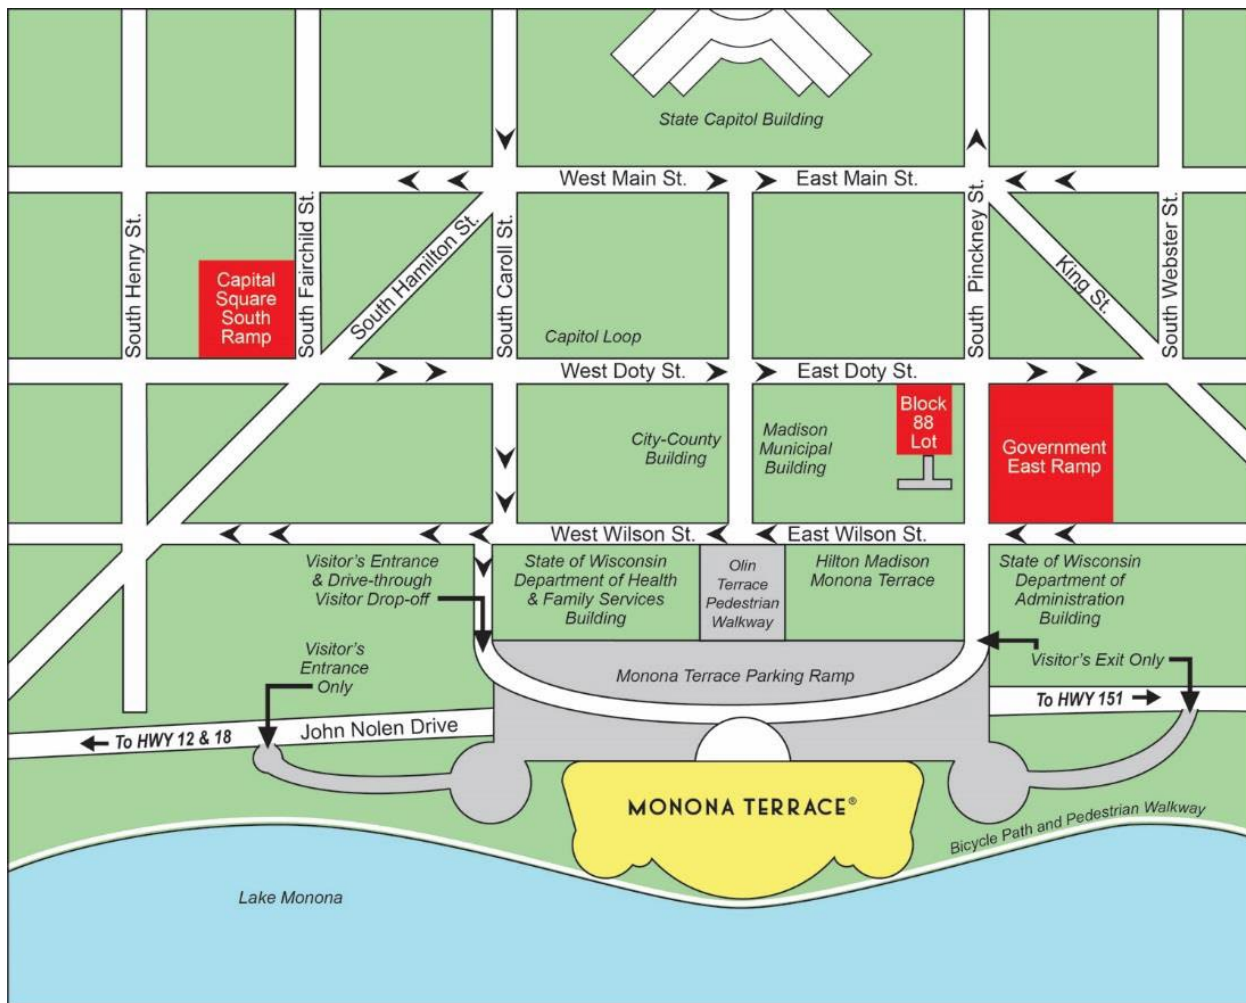 State Capitol Building
West Main St.
East Main St.
South Henry St.
South Fairchild St.
South Hamilton St.
South Caroll St.
South Pinckney St.
King St.
South Webster St.
Capital
Square
South
Ramp
Capitol Loop
West Doty St.
East Doty St.
City-County
Building
Madison
Municipal
Building
Block
88
Lot
Government
East Ramp
West Wilson St.
East Wilson St.
Visitor's Entrance
& Drive-through
Visitor Drop-off
State of Wisconsin
Department of Health
& Family Services
Building
Olin
Terrace
Pedestrian
Walkway
Hilton Madison
Monona Terrace
State of Wisconsin
Department of
Administration
Building
Visitor's
Entrance
Only
Monona Terrace Parking Ramp
Visitor's Exit Only
To HWY 151
To HWY 12 & 18
John Nolen Drive
MONONA TERRACE®
Bicycle Path and Pedestrian Walkway
Lake Monona